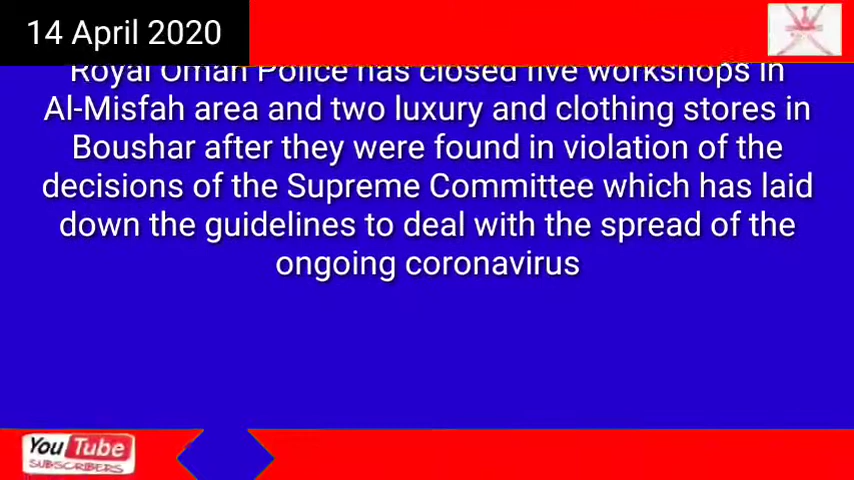 14 April 2020
Royal Oman Police has closed five workshops in
Al-Misfah area and two luxury and clothing stores in
Boushar after they were found in violation of the
decisions of the Supreme Committee which has laid
down the guidelines to deal with the spread of the
ongoing coronavirus
YouTube
SUBSCRIBERS